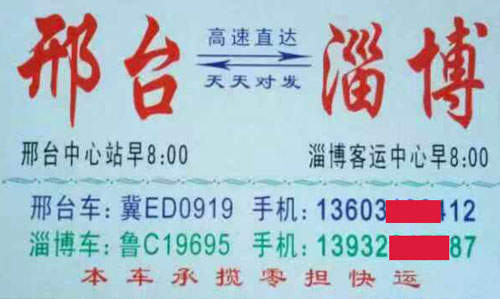 邢台 高速直达 淄博
天天对发
邢台中心站早8:00 淄博客运中心早8:00
邢台车:冀ED0919 手机:13603 412
淄博车:鲁C19695 手机:13932 87
本车承揽零担快运